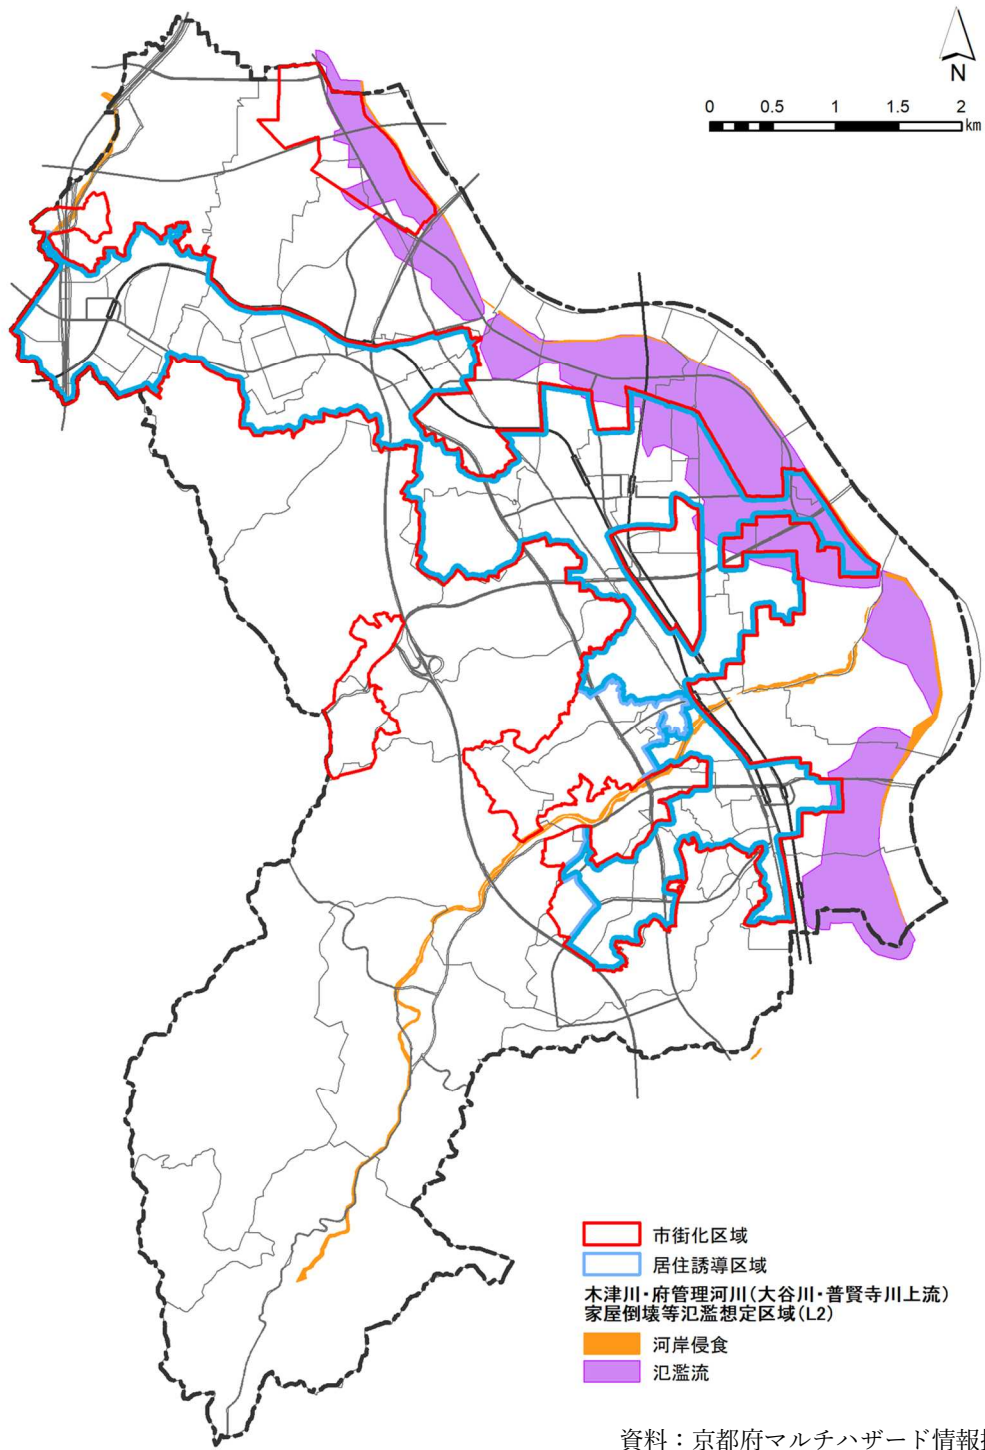 N
0 0.5 1 1.5 2
km
市街化区域
居住誘導区域
木津川・府管理河川(大谷川・普賢寺川上流)
家屋倒壊等氾濫想定区域(L2)
河岸侵食
氾濫流
資料：京都府マルチハザード情報